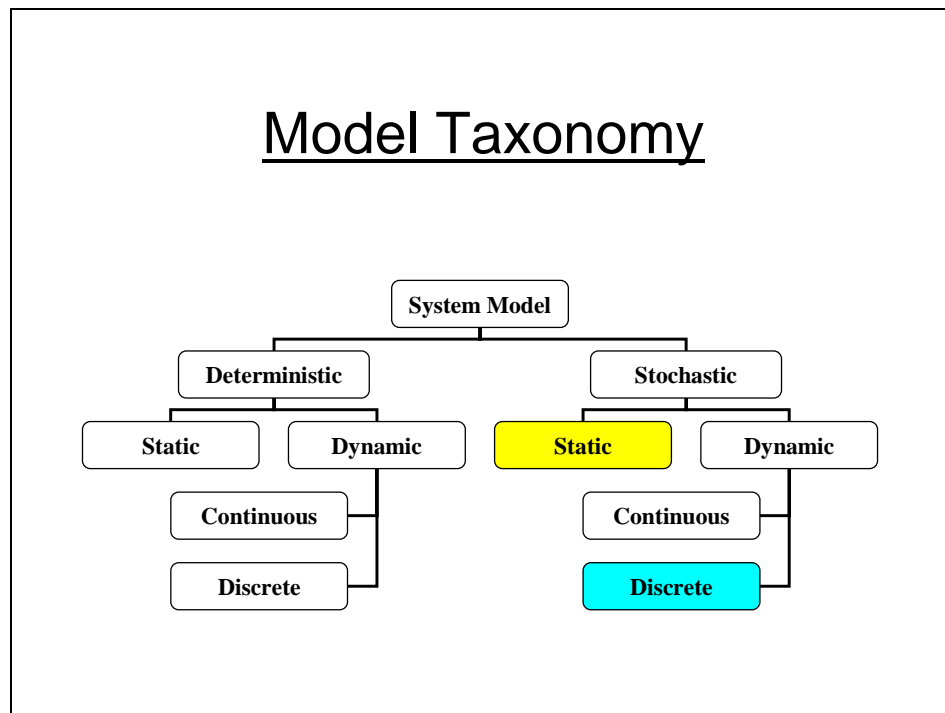 Model Taxonomy
System Model
Deterministic Stochastic
Static Dynamic Static Dynamic
Continuous Continuous
Discrete Discrete